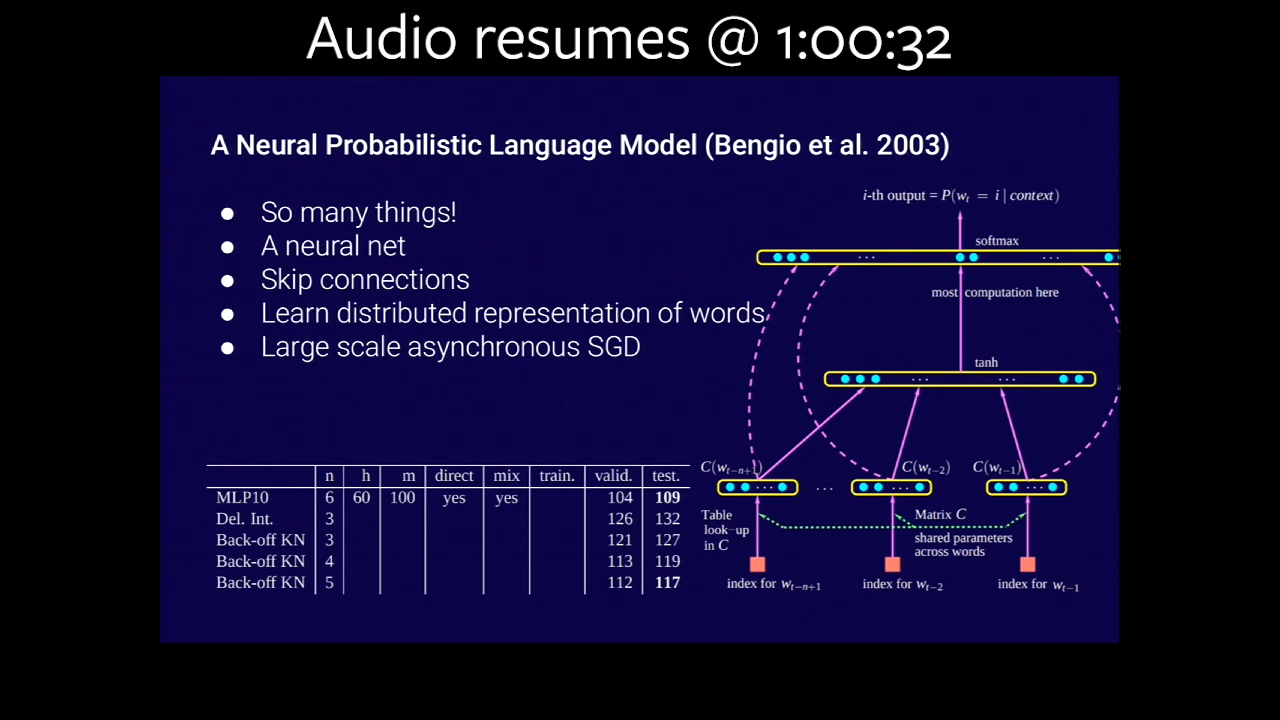 Audio resumes @ 1:00:32
A Neural Probabilistic Language Model (Bengio et al. 2003)
● So many things!
● A neural net
● Skip connections
● Learn distributed representation of words
● Large scale asynchronous SGD
n h m direct mix train. valid. test.
MLP10 6 60 100 yes yes 104 109
Del. Int. 3 126 132
Back-off KN 3 121 127
Back-off KN 4 113 119
Back-off KN 5 112 117
i-th output = P(w_t = i | context)
softmax
. . . . . .
most computation here
tanh
. . . . . .
C(w_{t−n+1}) C(w_{t−2}) C(w_{t−1})
. . . . . . . . . . . .
Table
look−up
in C
Matrix C
shared parameters
across words
index for w_{t−n+1} index for w_{t−2} index for w_{t−1}